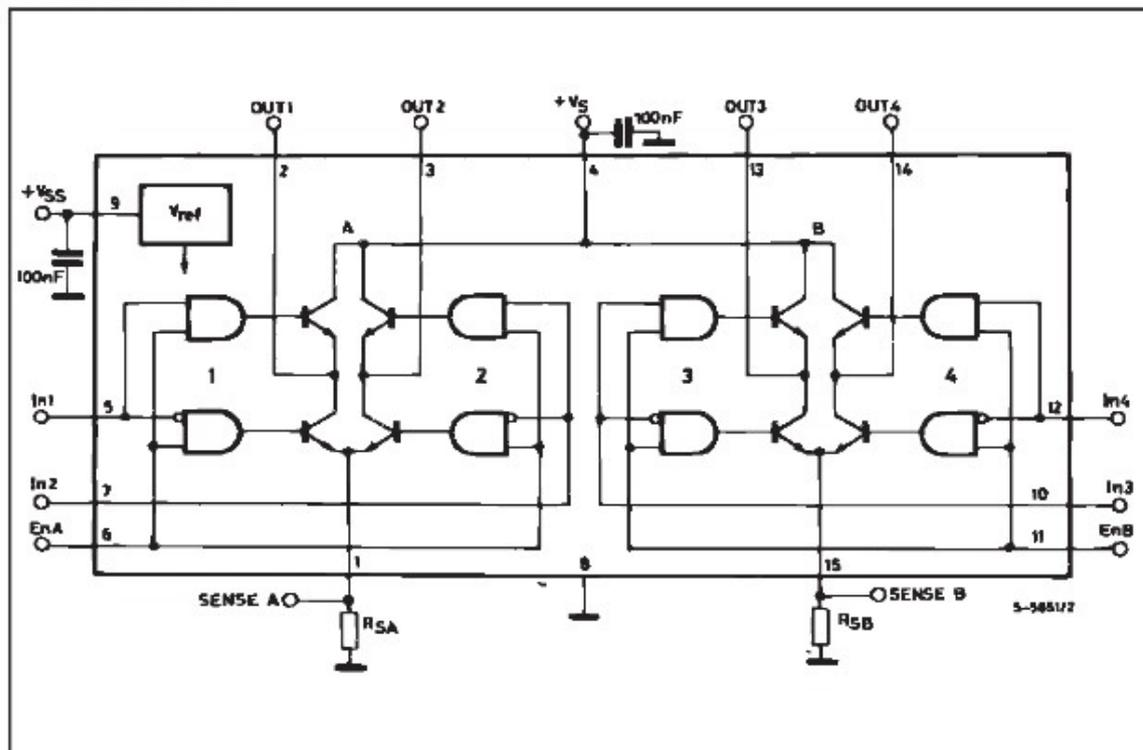 OUT1 OUT2 +VS 100nF OUT3 OUT4
2 3 4 13 14
+VSS 9 Vref A B
100nF
1 2 3 4
In1 5 12 In4
In2 7 10 In3
EnA 6 11 EnB
1 8 15
SENSE A SENSE B
RSA RSB
S-5851/2